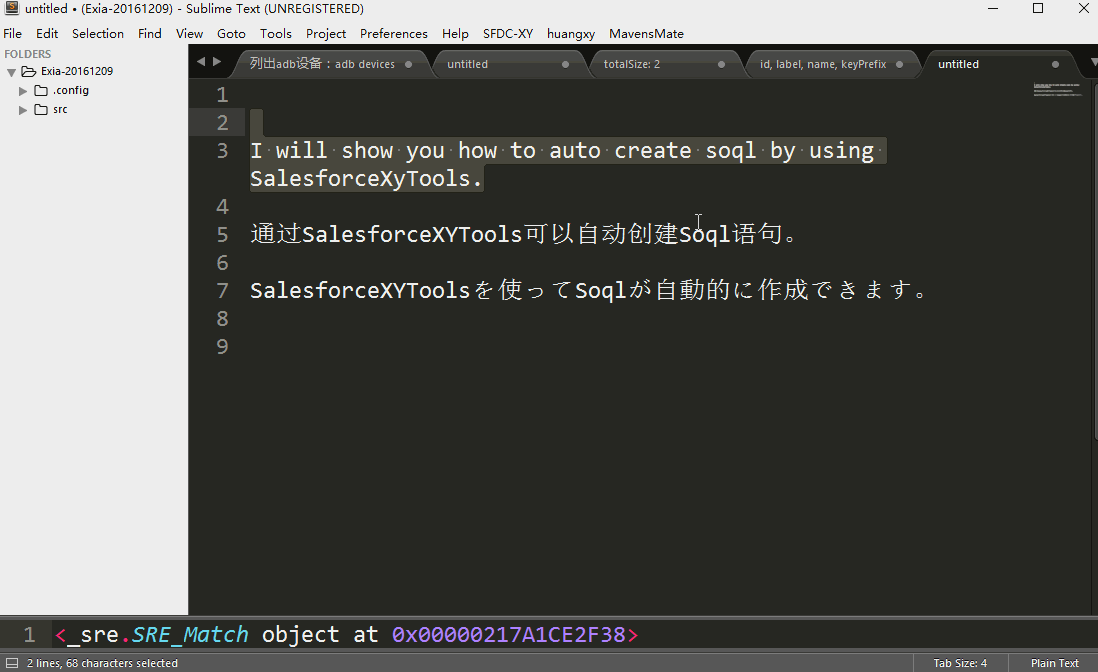 untitled • (Exia-20161209) - Sublime Text (UNREGISTERED)
File Edit Selection Find View Goto Tools Project Preferences Help SFDC-XY huangxy MavensMate
FOLDERS
Exia-20161209
.config
src
列出adb设备：adb devices untitled totalSize: 2 id, label, name, keyPrefix untitled
1
2
3 I will show you how to auto create soql by using
SalesforceXyTools.
4
5 通过SalesforceXYTools可以自动创建Soql语句。
6
7 SalesforceXYToolsを使ってSoqlが自動的に作成できます。
8
9
1 <_sre.SRE_Match object at 0x00000217A1CE2F38>
2 lines, 68 characters selected Tab Size: 4 Plain Text